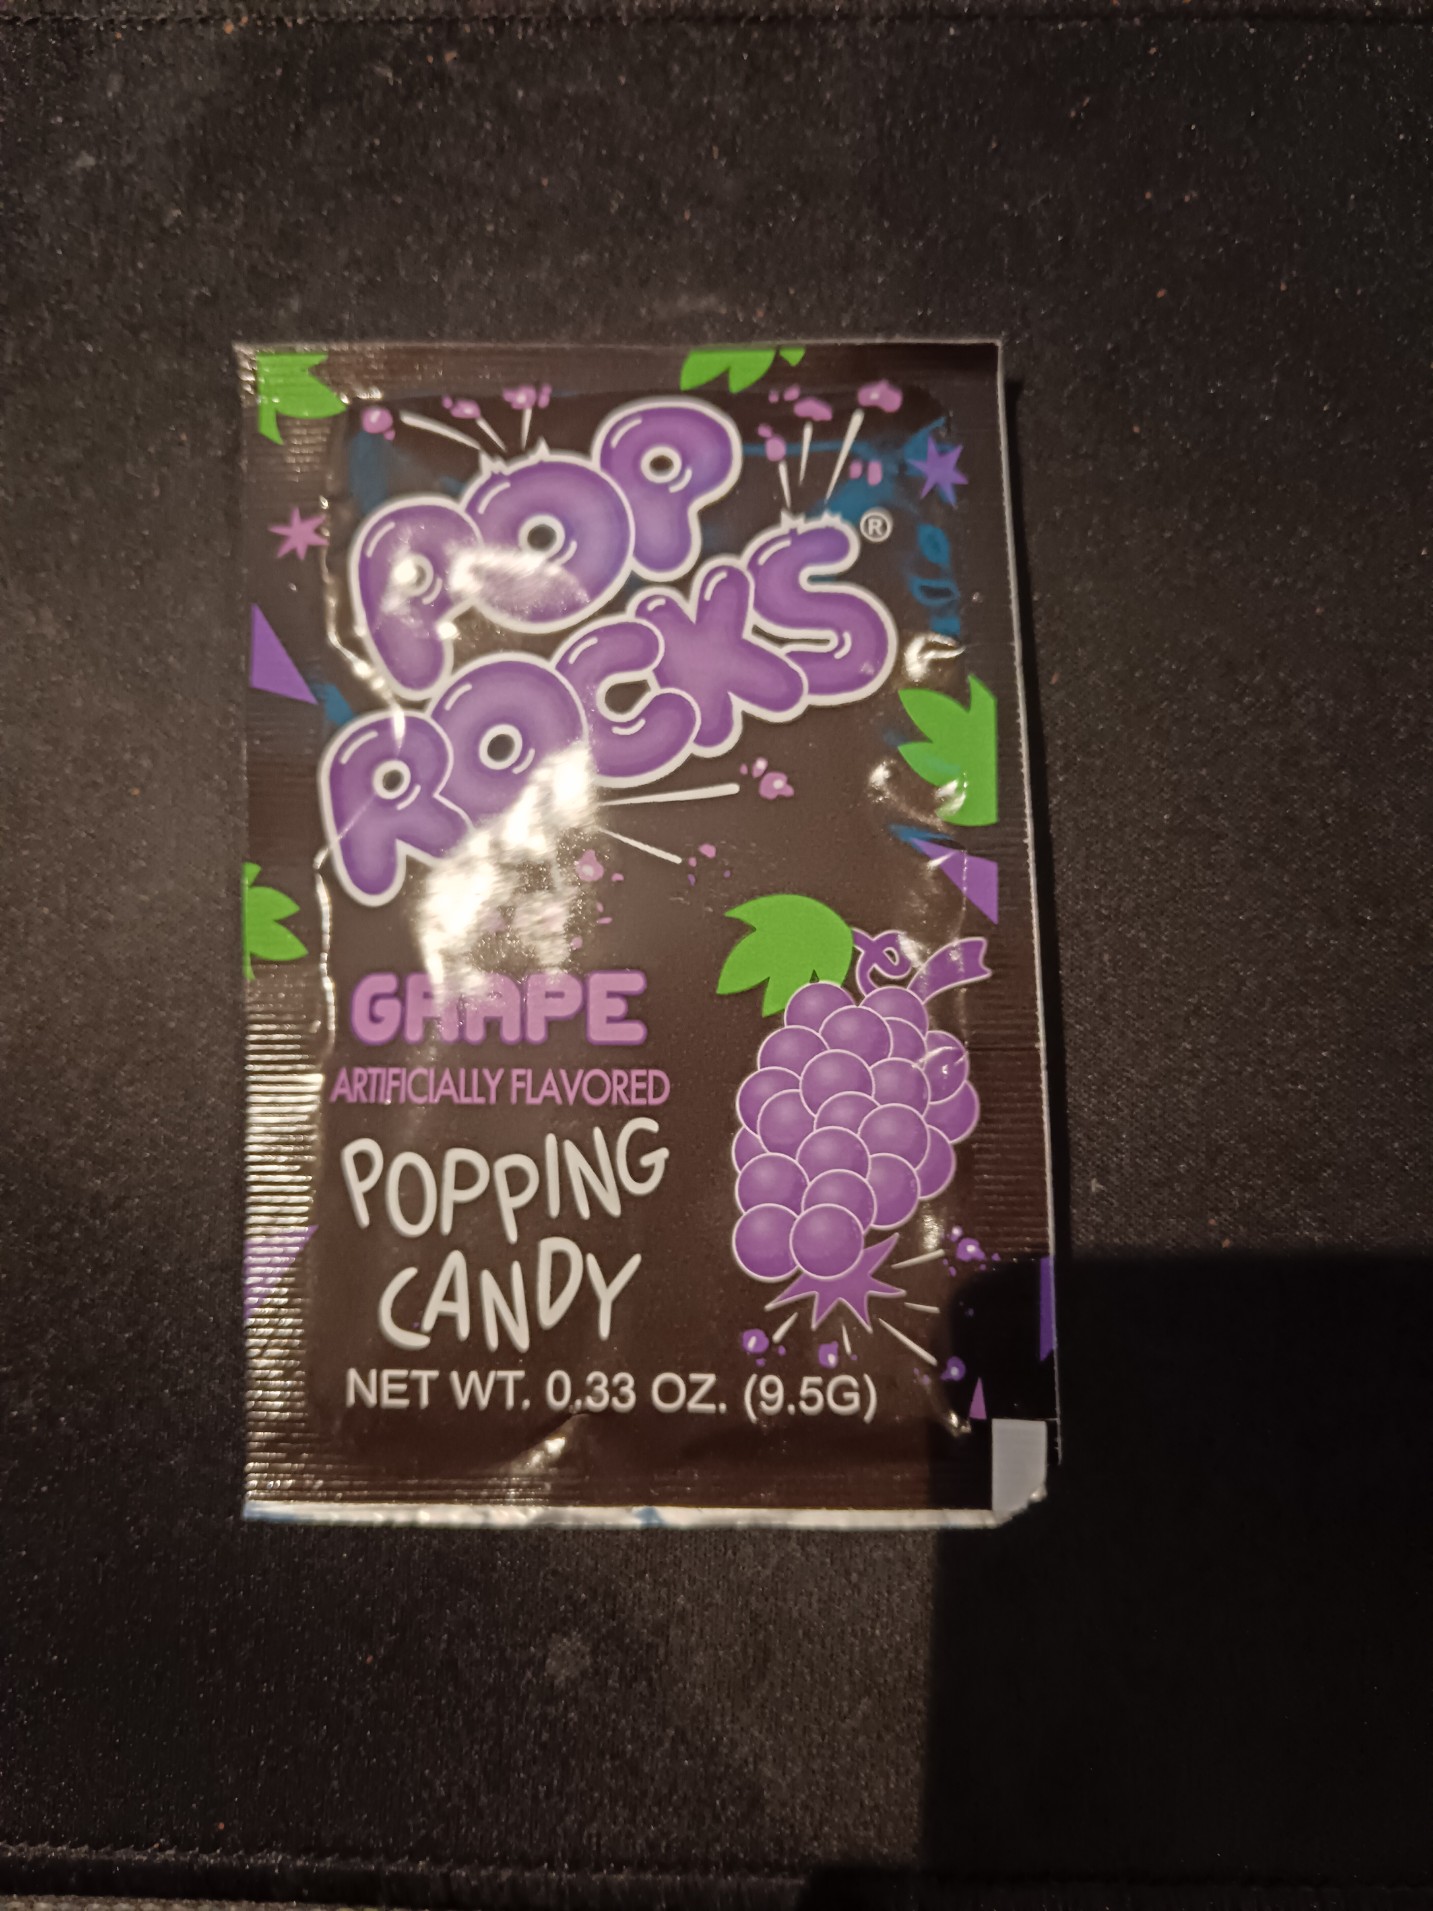 POP
ROCKS®
GRAPE
ARTIFICIALLY FLAVORED
POPPING
CANDY
NET WT. 0.33 OZ. (9.5G)